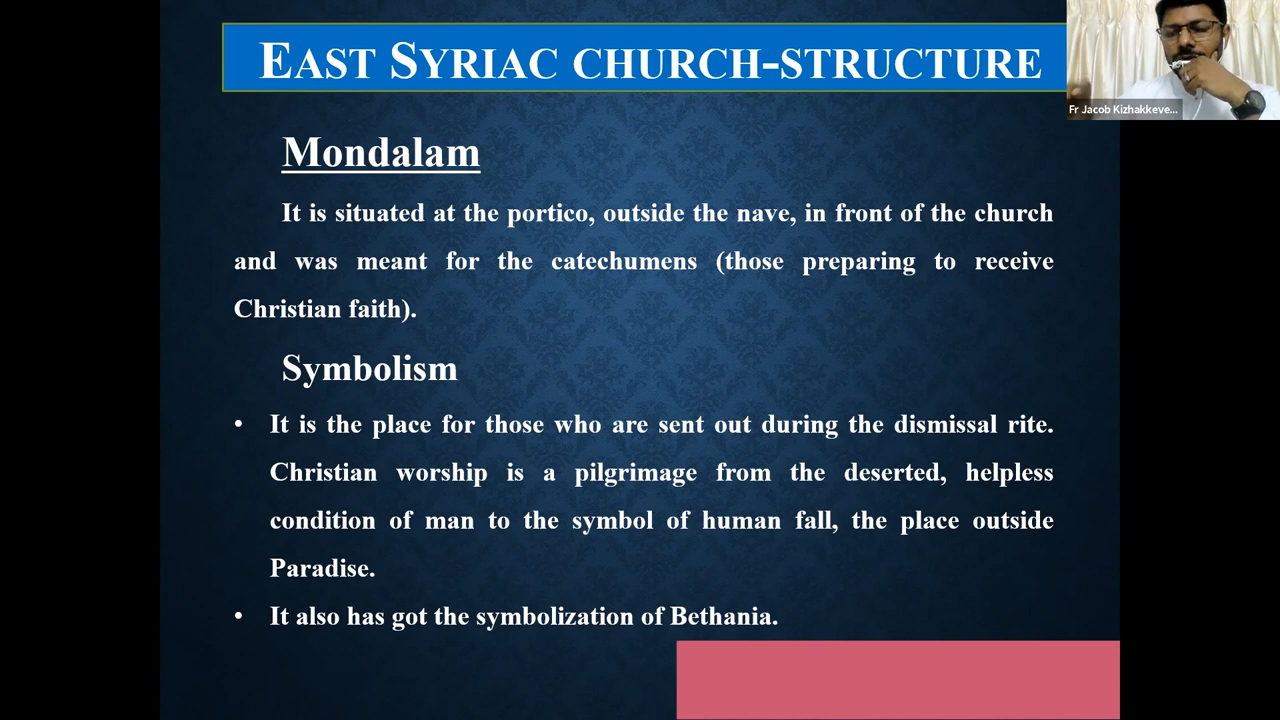 EAST SYRIAC CHURCH-STRUCTURE
Fr Jacob Kizhakkeve...
Mondalam
It is situated at the portico, outside the nave, in front of the church
and was meant for the catechumens (those preparing to receive
Christian faith).
Symbolism
• It is the place for those who are sent out during the dismissal rite.
Christian worship is a pilgrimage from the deserted, helpless
condition of man to the symbol of human fall, the place outside
Paradise.
• It also has got the symbolization of Bethania.